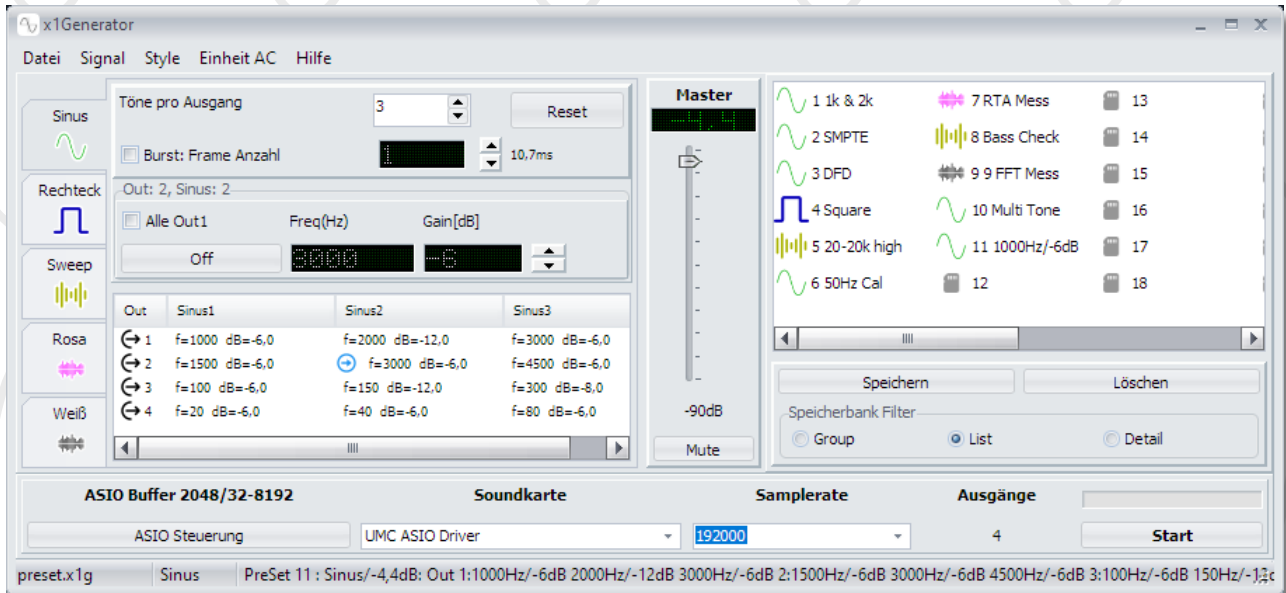 x1Generator
Datei Signal Style Einheit AC Hilfe
Sinus
Rechteck
Sweep
Rosa
Weiß
Töne pro Ausgang 3 Reset
Burst: Frame Anzahl 1 10,7ms
Out: 2, Sinus: 2
Alle Out1 Freq(Hz) Gain[dB]
Off 3000 -6
Out Sinus1 Sinus2 Sinus3
1 f=1000 dB=-6,0 f=2000 dB=-12,0 f=3000 dB=-6,0
2 f=1500 dB=-6,0 f=3000 dB=-6,0 f=4500 dB=-6,0
3 f=100 dB=-6,0 f=150 dB=-12,0 f=300 dB=-8,0
4 f=20 dB=-6,0 f=40 dB=-6,0 f=80 dB=-6,0
Master
-4,4
-90dB
Mute
1 1k & 2k 7 RTA Mess 13
2 SMPTE 8 Bass Check 14
3 DFD 9 9 FFT Mess 15
4 Square 10 Multi Tone 16
5 20-20k high 11 1000Hz/-6dB 17
6 50Hz Cal 12 18
Speichern Löschen
Speicherbank Filter
Group List Detail
ASIO Buffer 2048/32-8192 Soundkarte Samplerate Ausgänge
ASIO Steuerung UMC ASIO Driver 192000 4 Start
preset.x1g Sinus PreSet 11 : Sinus/-4,4dB: Out 1:1000Hz/-6dB 2000Hz/-12dB 3000Hz/-6dB 2:1500Hz/-6dB 3000Hz/-6dB 4500Hz/-6dB 3:100Hz/-6dB 150Hz/-12d